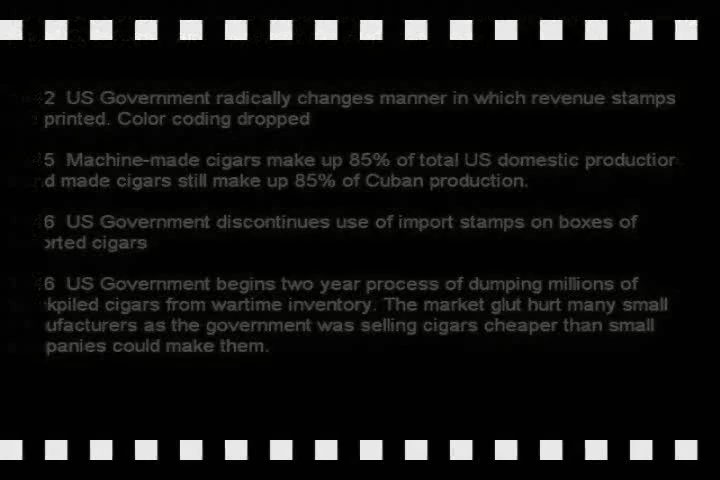 2 US Government radically changes manner in which revenue stamps
printed. Color coding dropped
5 Machine-made cigars make up 85% of total US domestic production
d made cigars still make up 85% of Cuban production.
6 US Government discontinues use of import stamps on boxes of
orted cigars
6 US Government begins two year process of dumping millions of
kpiled cigars from wartime inventory. The market glut hurt many small
ufacturers as the government was selling cigars cheaper than small
panies could make them.